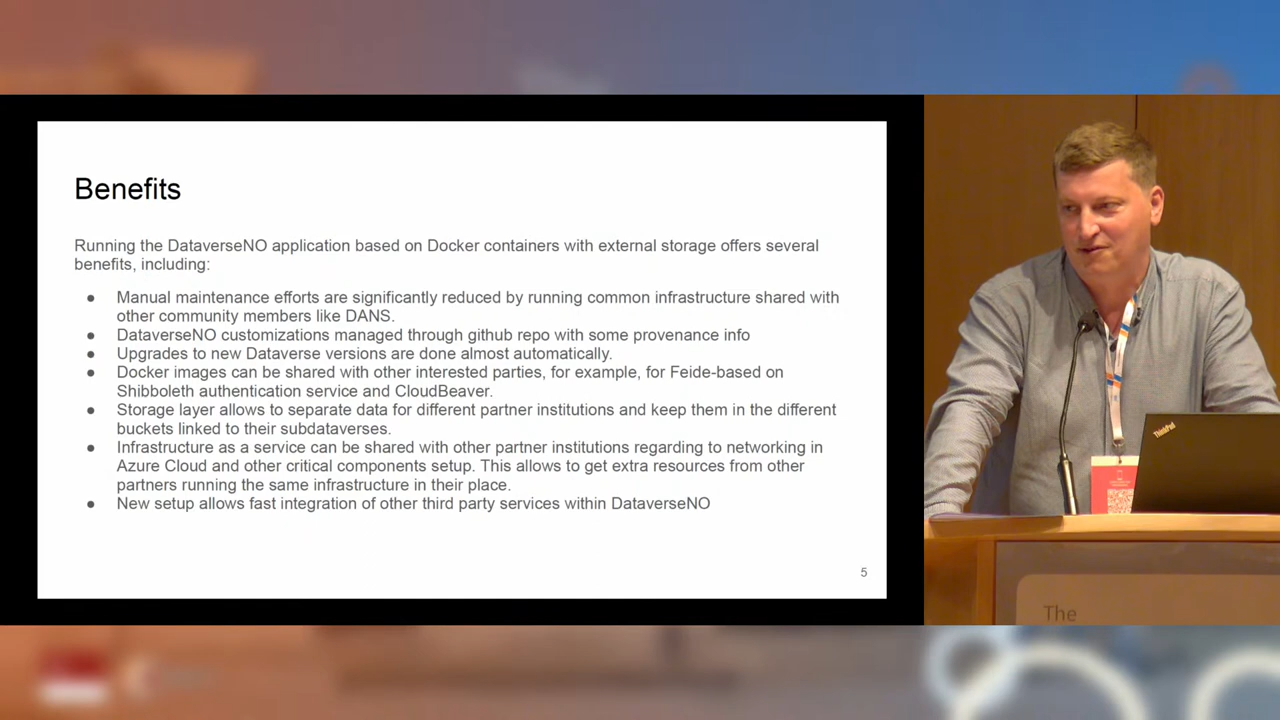 Benefits
Running the DataverseNO application based on Docker containers with external storage offers several
benefits, including:
● Manual maintenance efforts are significantly reduced by running common infrastructure shared with
other community members like DANS.
● DataverseNO customizations managed through github repo with some provenance info
● Upgrades to new Dataverse versions are done almost automatically.
● Docker images can be shared with other interested parties, for example, for Feide-based on
Shibboleth authentication service and CloudBeaver.
● Storage layer allows to separate data for different partner institutions and keep them in the different
buckets linked to their subdataverses.
● Infrastructure as a service can be shared with other partner institutions regarding to networking in
Azure Cloud and other critical components setup. This allows to get extra resources from other
partners running the same infrastructure in their place.
● New setup allows fast integration of other third party services within DataverseNO
5
ThinkPad
The